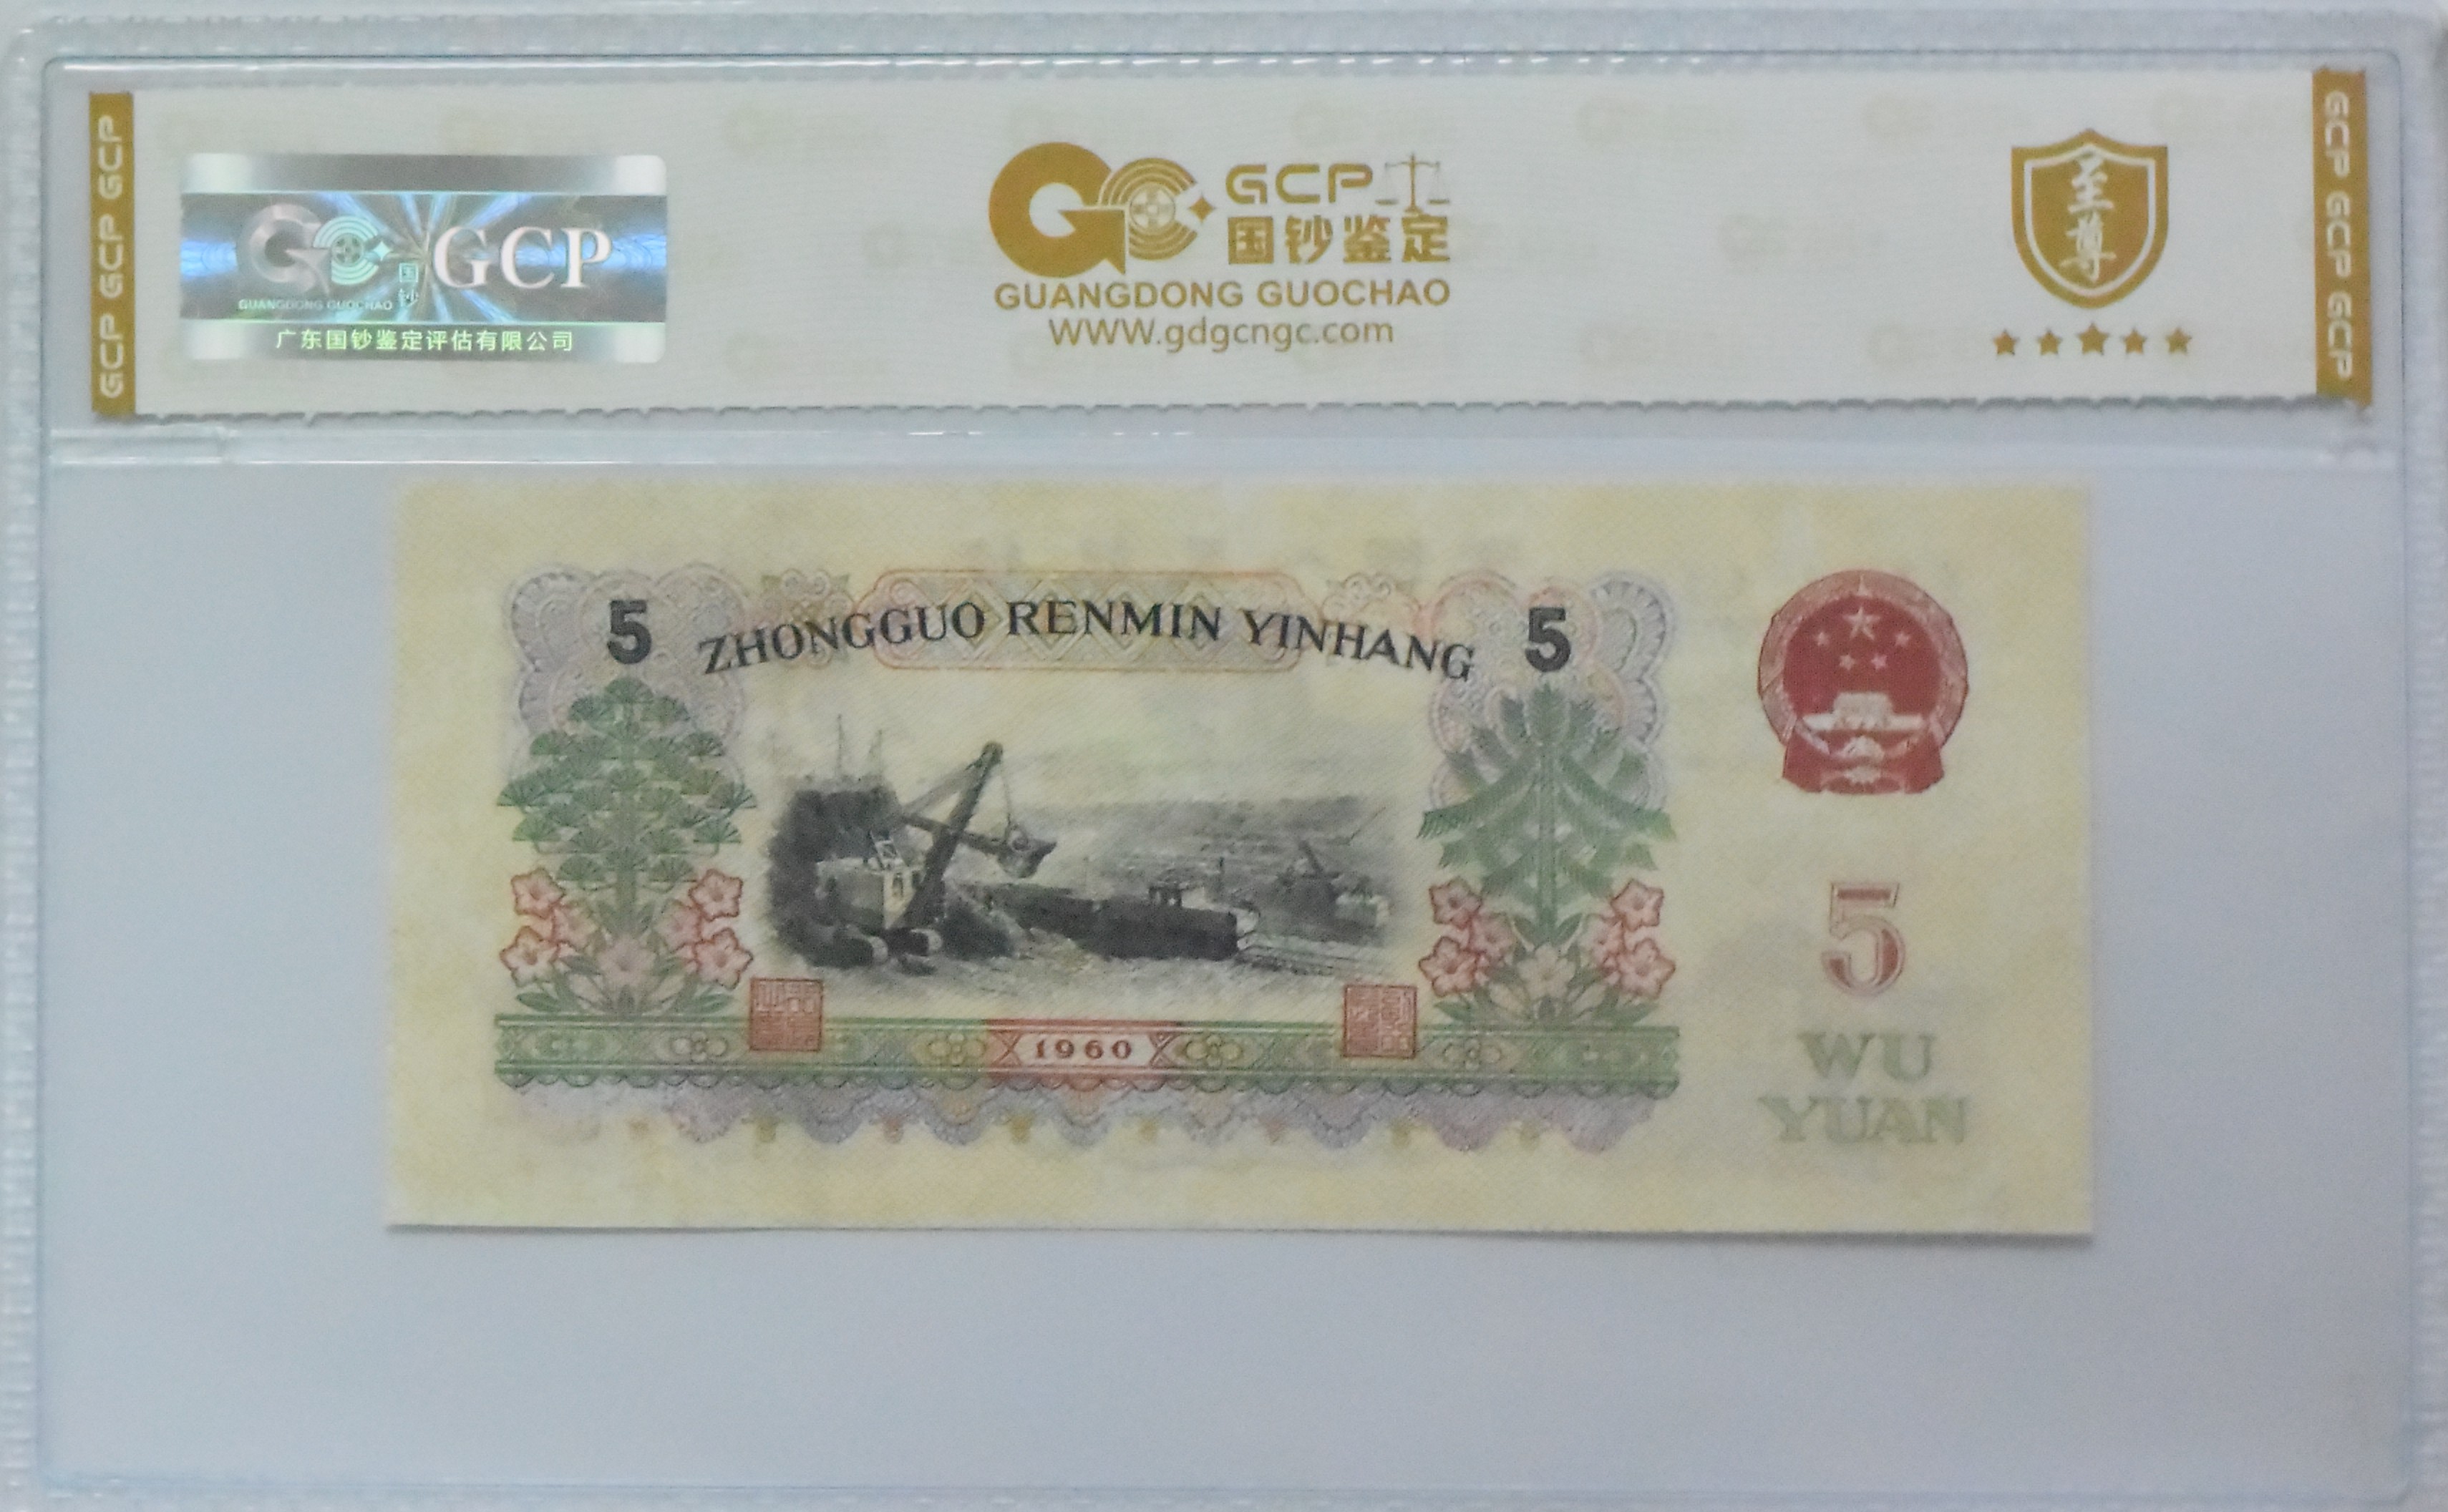 GCP GCP GCP
GCP
国钞
GUANGDONG GUOCHAO
广东国钞鉴定评估有限公司
GCP
国钞鉴定
GUANGDONG GUOCHAO
WWW.gdgcngc.com
至尊
GCP GCP GCP
5 ZHONGGUO RENMIN YINHANG 5
5
WU
YUAN
1960